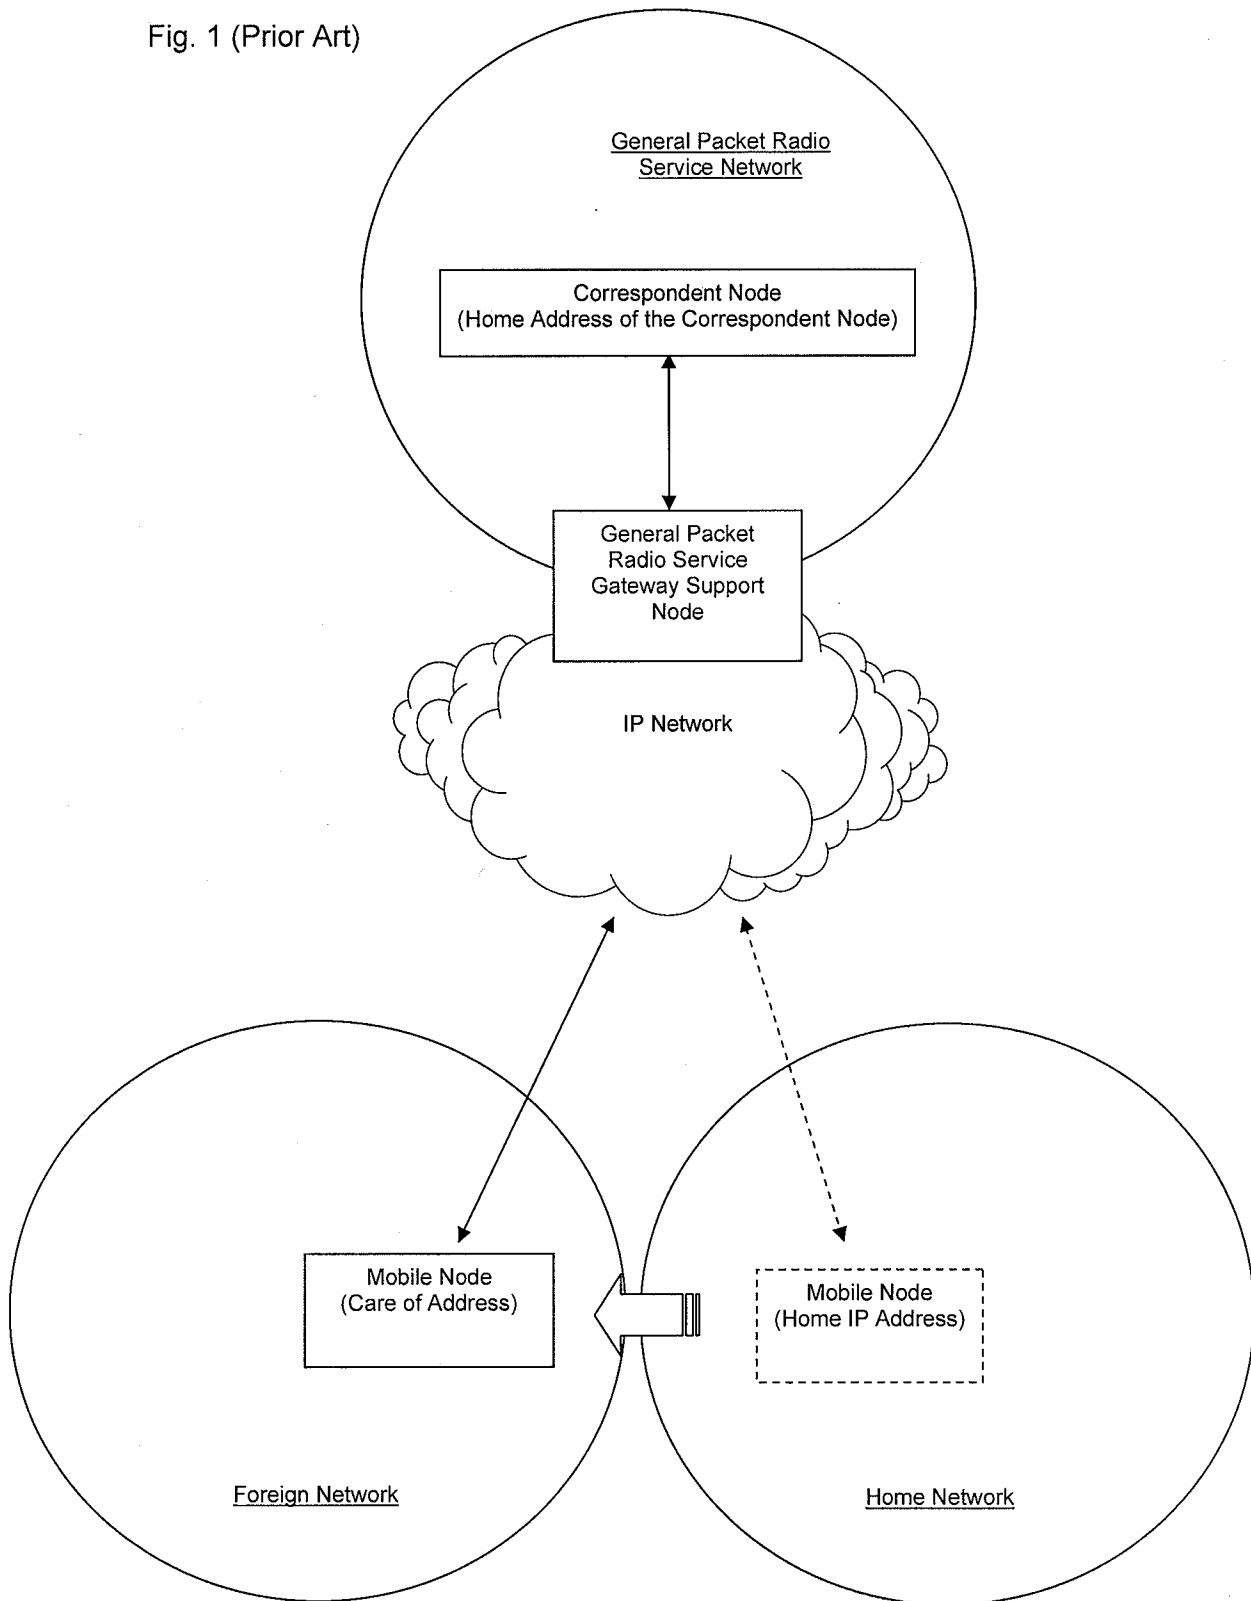 Fig. 1 (Prior Art)
General Packet Radio
Service Network
Correspondent Node
(Home Address of the Correspondent Node)
General Packet
Radio Service
Gateway Support
Node
IP Network
Mobile Node
(Care of Address)
Mobile Node
(Home IP Address)
Foreign Network
Home Network